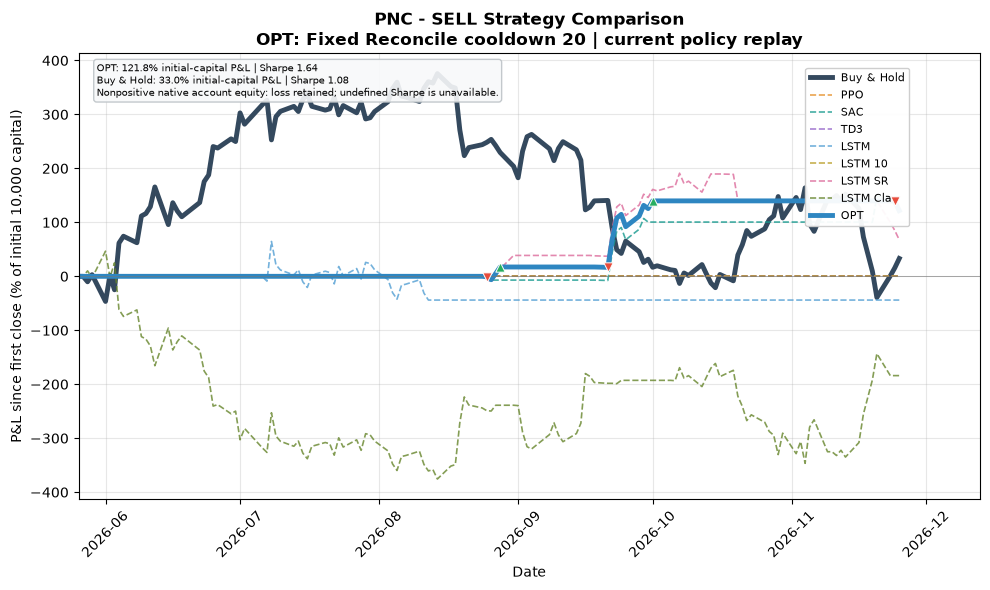 PNC - SELL Strategy Comparison
OPT: Fixed Reconcile cooldown 20 | current policy replay
OPT: 121.8% initial-capital P&L | Sharpe 1.64
Buy & Hold: 33.0% initial-capital P&L | Sharpe 1.08
Nonpositive native account equity: loss retained; undefined Sharpe is unavailable.
Buy & Hold
PPO
SAC
TD3
LSTM
LSTM 10
LSTM SR
LSTM Cla
OPT
P&L since first close (% of initial 10,000 capital)
400
300
200
100
0
−100
−200
−300
−400
2026-06
2026-07
2026-08
2026-09
2026-10
2026-11
2026-12
Date